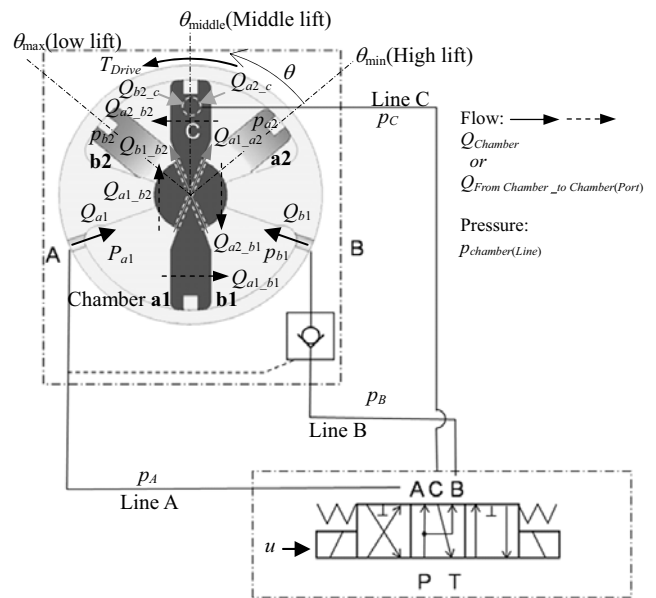 θmiddle(Middle lift)
θmax(low lift)
TDrive
θ
θmin(High lift)
Qb2_c
Qa2_c
Line C
pC
Qa2_b2
C
pb2
pa2
Qb1_b2
Qa1_a2
b2
a2
Qa1_b2
Qa1
Qb1
Qa2_b1
A
Pa1
pb1
B
Qa1_b1
Chamber a1
b1
Flow:
QChamber
or
QFrom Chamber _to Chamber(Port)
Pressure:
pchamber(Line)
pB
Line B
pA
Line A
A C B
u
P T